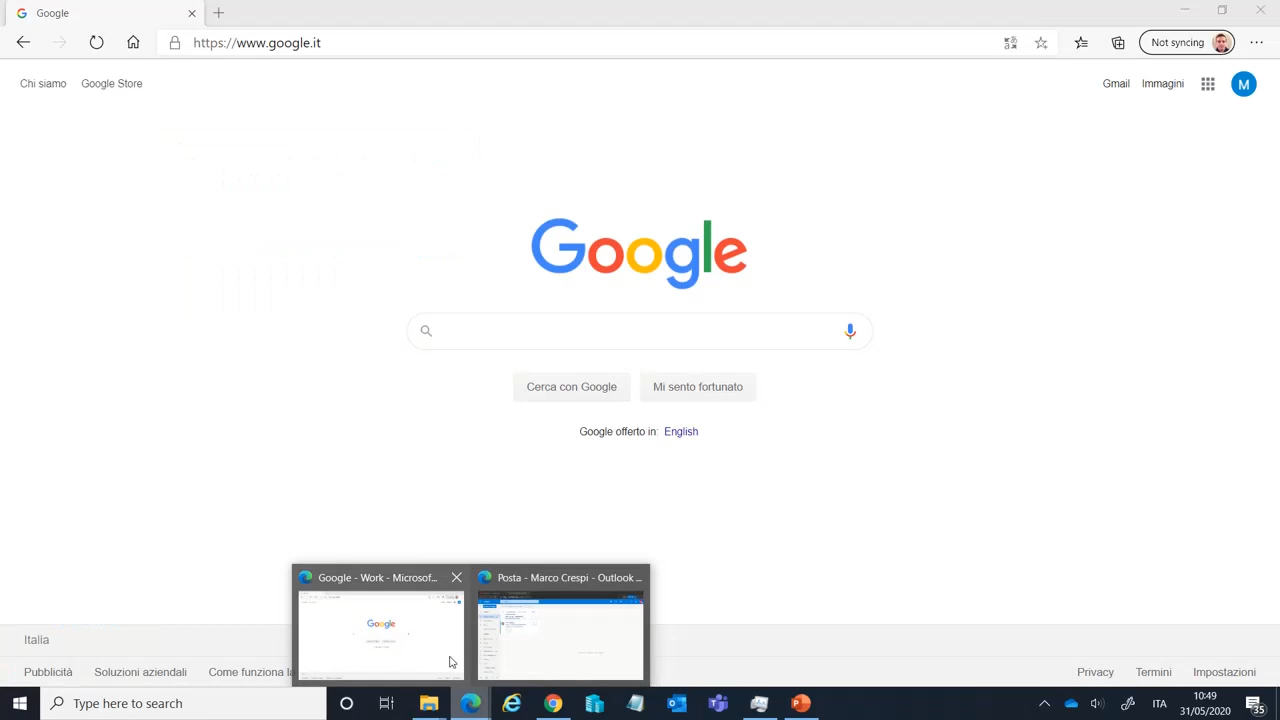 Google
https://www.google.it
Not syncing
Chi siamo
Google Store
Gmail
Immagini
M
Google
Cerca con Google
Mi sento fortunato
Google offerto in: English
Google - Work - Microsof...
Posta - Marco Crespi - Outlook ...
Google
Italia
Pubblicità
Soluzioni aziendali
Come funziona la
Privacy
Termini
Impostazioni
Type here to search
ITA
10:49
31/05/2020
35